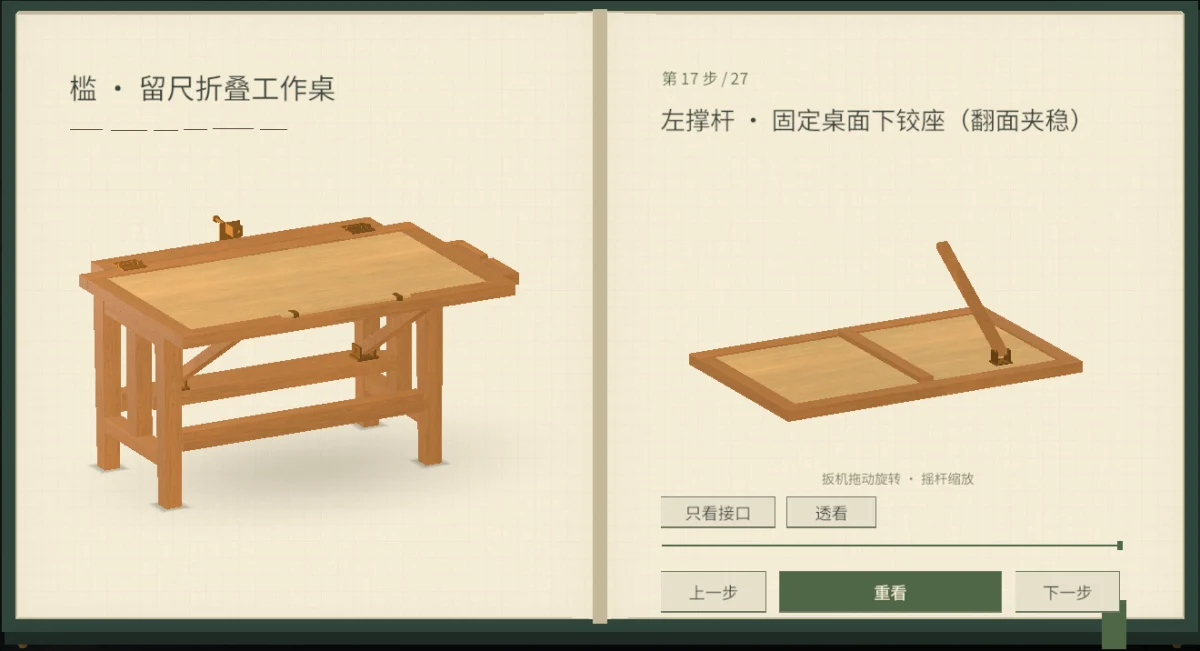 槛 · 留尺折叠工作桌
第 17 步 / 27
左撑杆 · 固定桌面下铰座（翻面夹稳）
扳机拖动旋转 · 摇杆缩放
只看接口
透看
上一步
重看
下一步